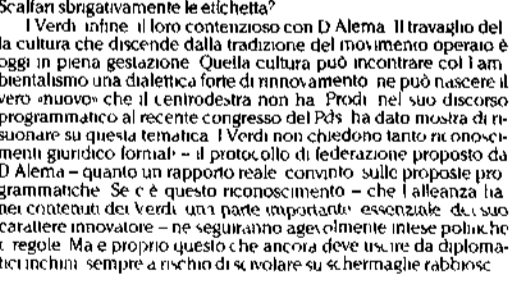 Scalfari sbrigativamente le etichetta?
I Verdi infine il loro contenzioso con D Alema Il travaglio del
la cultura che discende dalla tradizione del movimento operaio è
oggi in piena gestazione Quella cultura può incontrare col l am
bientalismo una dialettica forte di rinnovamento ne può nascere il
vero «nuovo» che il centrodestra non ha Prodi nel suo discorso
programmatico al recente congresso del Pds ha dato mostra di ri-
suonare su questa tematica I Verdi non chiedono tanto riconosci-
menti giuridico formali – il protocollo di federazione proposto da
D Alema – quanto un rapporto reale convinto sulle proposte pro
grammatiche Se c è questo riconoscimento – che l alleanza ha
nei contenuti dei Verdi una parte importante essenziale del suo
carattere innovatore – ne seguiranno agevolmente intese politiche
e regole Ma e proprio questo che ancora deve uscire da diploma-
tici inchini sempre a rischio di scivolare su schermaglie rabbiose